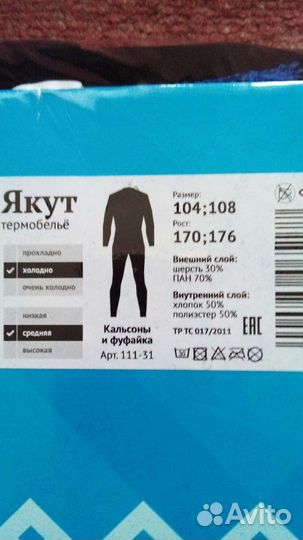 Якут
термобельё
прохладно
холодно
очень холодно
низкая
средняя
высокая
Кальсоны
и фуфайка
Арт. 111-31
Размер:
104;108
Рост:
170;176
Внешний слой:
шерсть 30%
ПАН 70%
Внутренний слой:
хлопок 50%
полиэстер 50%
ТР ТС 017/2011
ЕАС
Avito